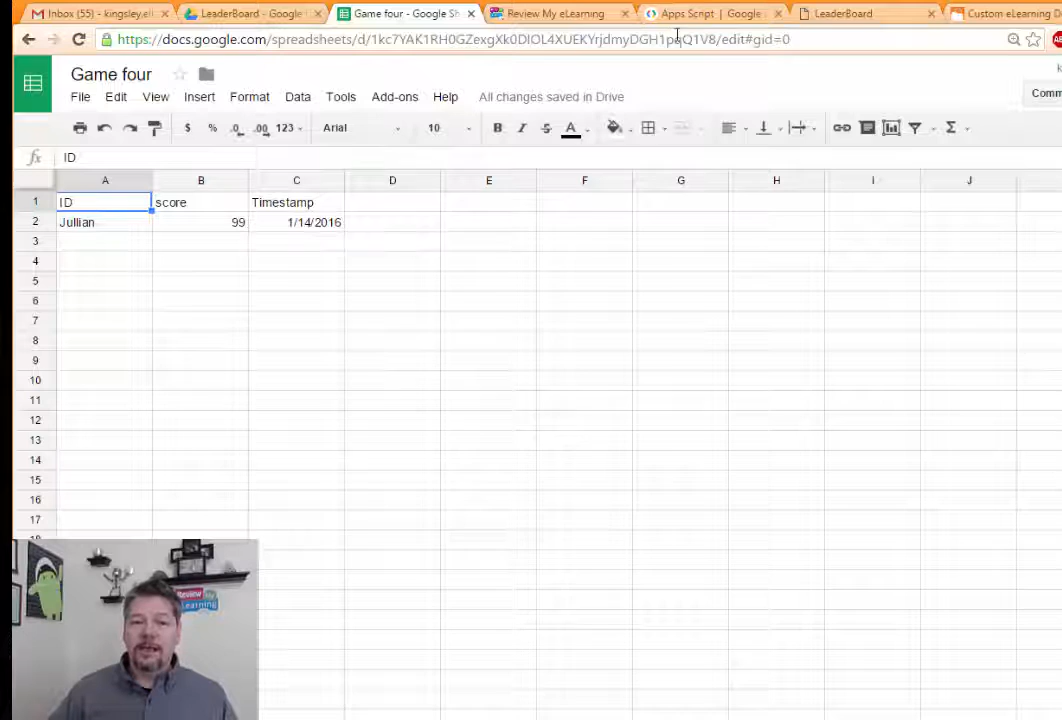 Inbox (55) - kingsley.ell × LeaderBoard - Google × Game four - Google Sh × Review My eLearning × Apps Script | Google × LeaderBoard × Custom eLearning D
https://docs.google.com/spreadsheets/d/1kc7YAK1RH0GZexgXk0DIOL4XUEKYrjdmyDGH1pqQ1V8/edit#gid=0
Game four
File Edit View Insert Format Data Tools Add-ons Help All changes saved in Drive
Comm
$ % .0 .00 123 Arial 10 B I S A Σ
fx ID
A B C D E F G H I J
1 ID score Timestamp
2 Jullian 99 1/14/2016
3
4
5
6
7
8
9
10
11
12
13
14
15
16
17
Review My
eLearning